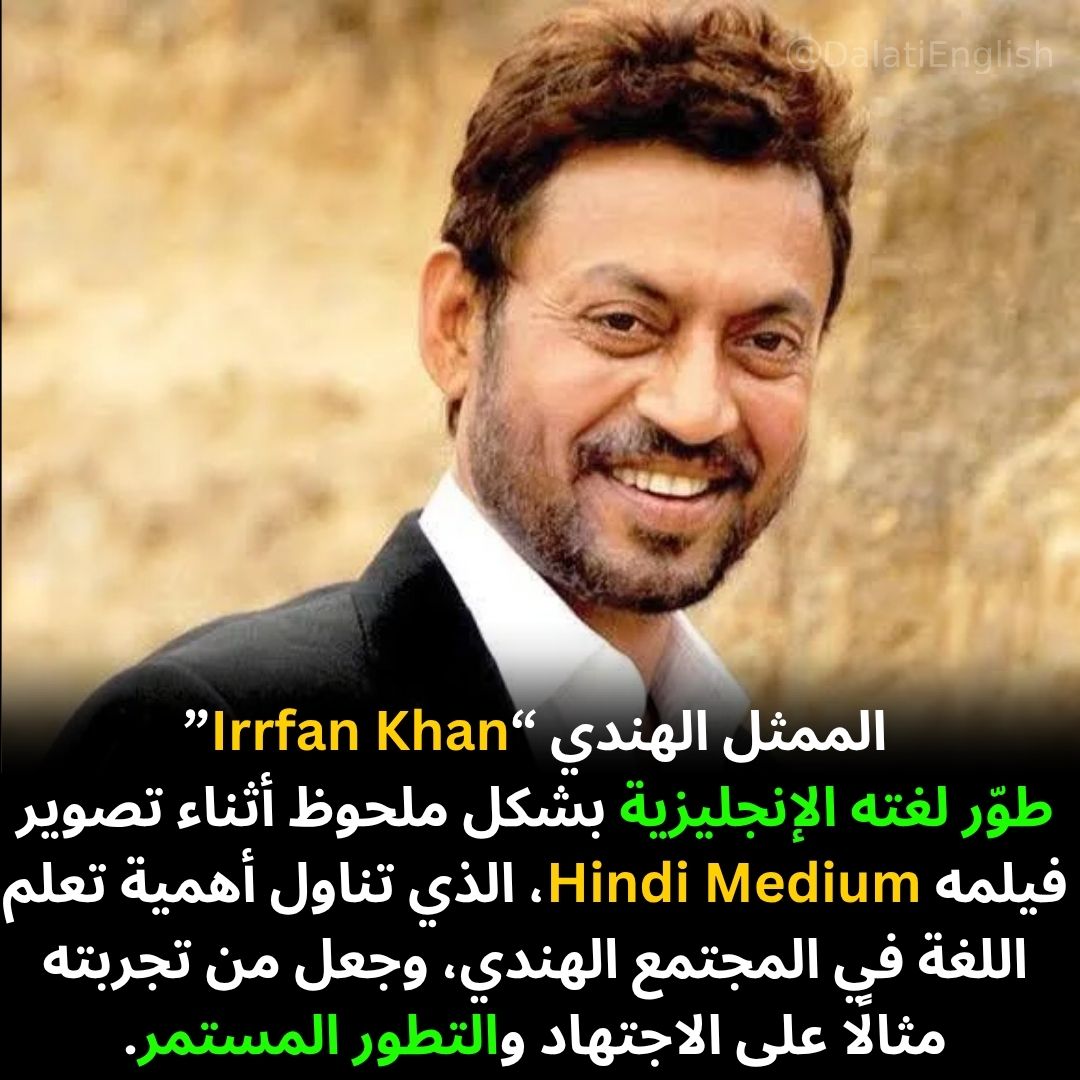 @DalatiEnglish
الممثل الهندي “Irrfan Khan”
طوّر لغته الإنجليزية بشكل ملحوظ أثناء تصوير
فيلمه Hindi Medium، الذي تناول أهمية تعلم
اللغة في المجتمع الهندي، وجعل من تجربته
مثالًا على الاجتهاد والتطور المستمر.